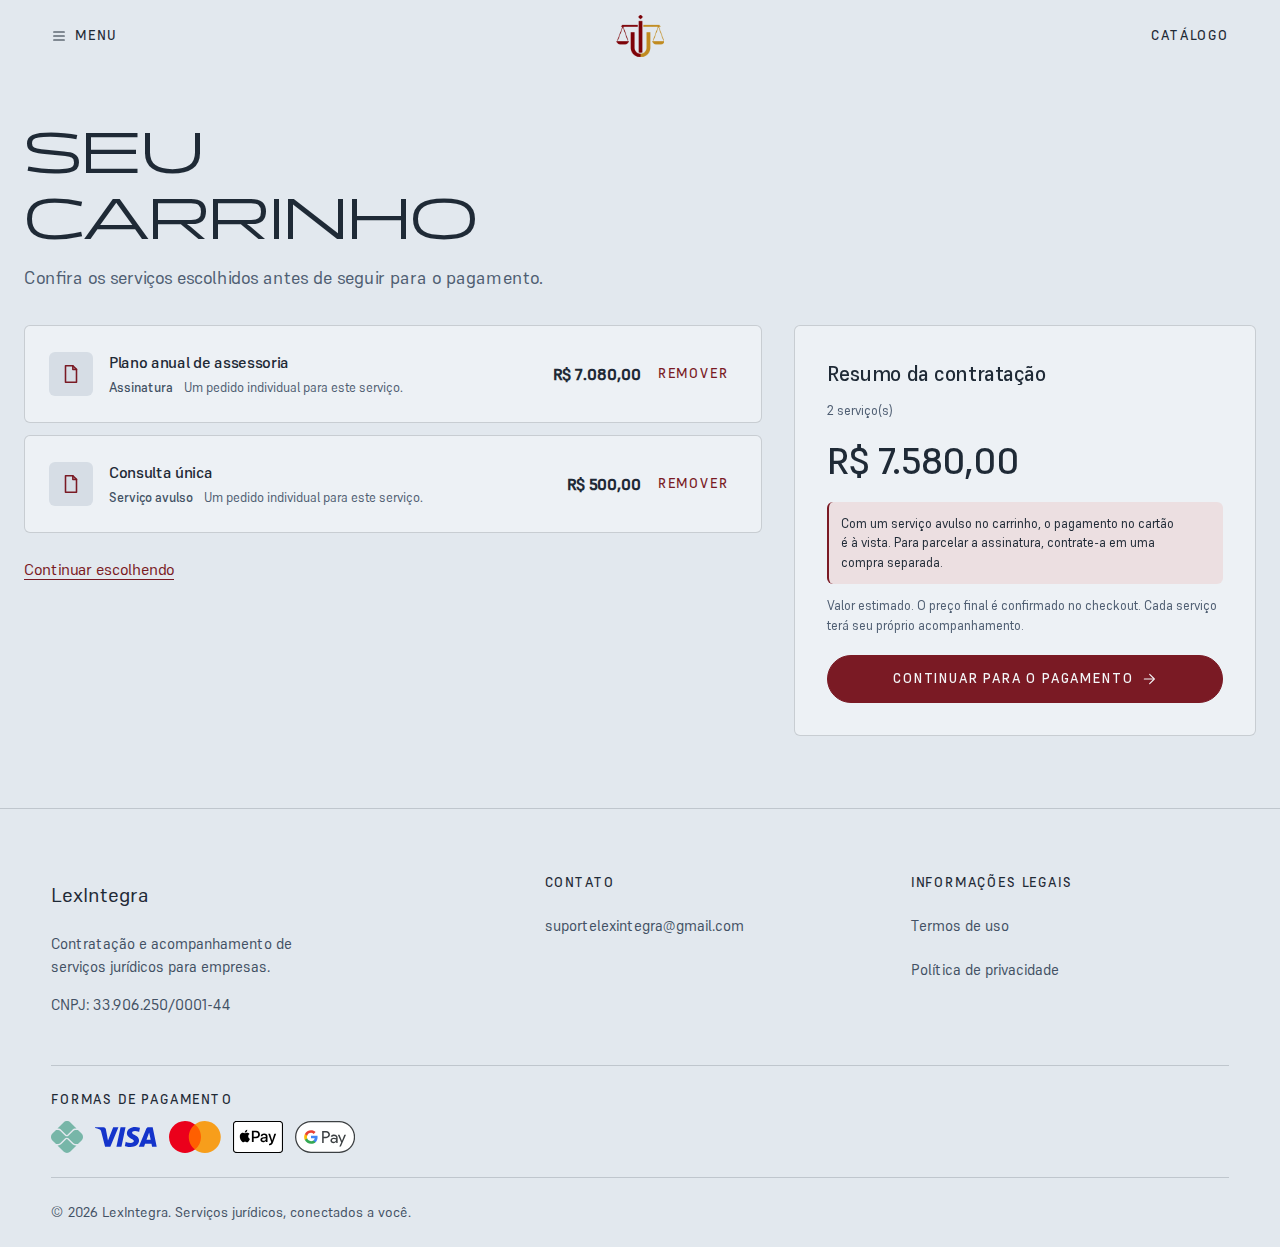 MENU
CATÁLOGO
SEU
CARRINHO
Confira os serviços escolhidos antes de seguir para o pagamento.
Plano anual de assessoria
Assinatura Um pedido individual para este serviço.
R$ 7.080,00 REMOVER
Consulta única
Serviço avulso Um pedido individual para este serviço.
R$ 500,00 REMOVER
Continuar escolhendo
Resumo da contratação
2 serviço(s)
R$ 7.580,00
Com um serviço avulso no carrinho, o pagamento no cartão
é à vista. Para parcelar a assinatura, contrate-a em uma
compra separada.
Valor estimado. O preço final é confirmado no checkout. Cada serviço
terá seu próprio acompanhamento.
CONTINUAR PARA O PAGAMENTO
LexIntegra
Contratação e acompanhamento de
serviços jurídicos para empresas.
CNPJ: 33.906.250/0001-44
CONTATO
suportelexintegra@gmail.com
INFORMAÇÕES LEGAIS
Termos de uso
Política de privacidade
FORMAS DE PAGAMENTO
VISA
Pay
G Pay
© 2026 LexIntegra. Serviços jurídicos, conectados a você.